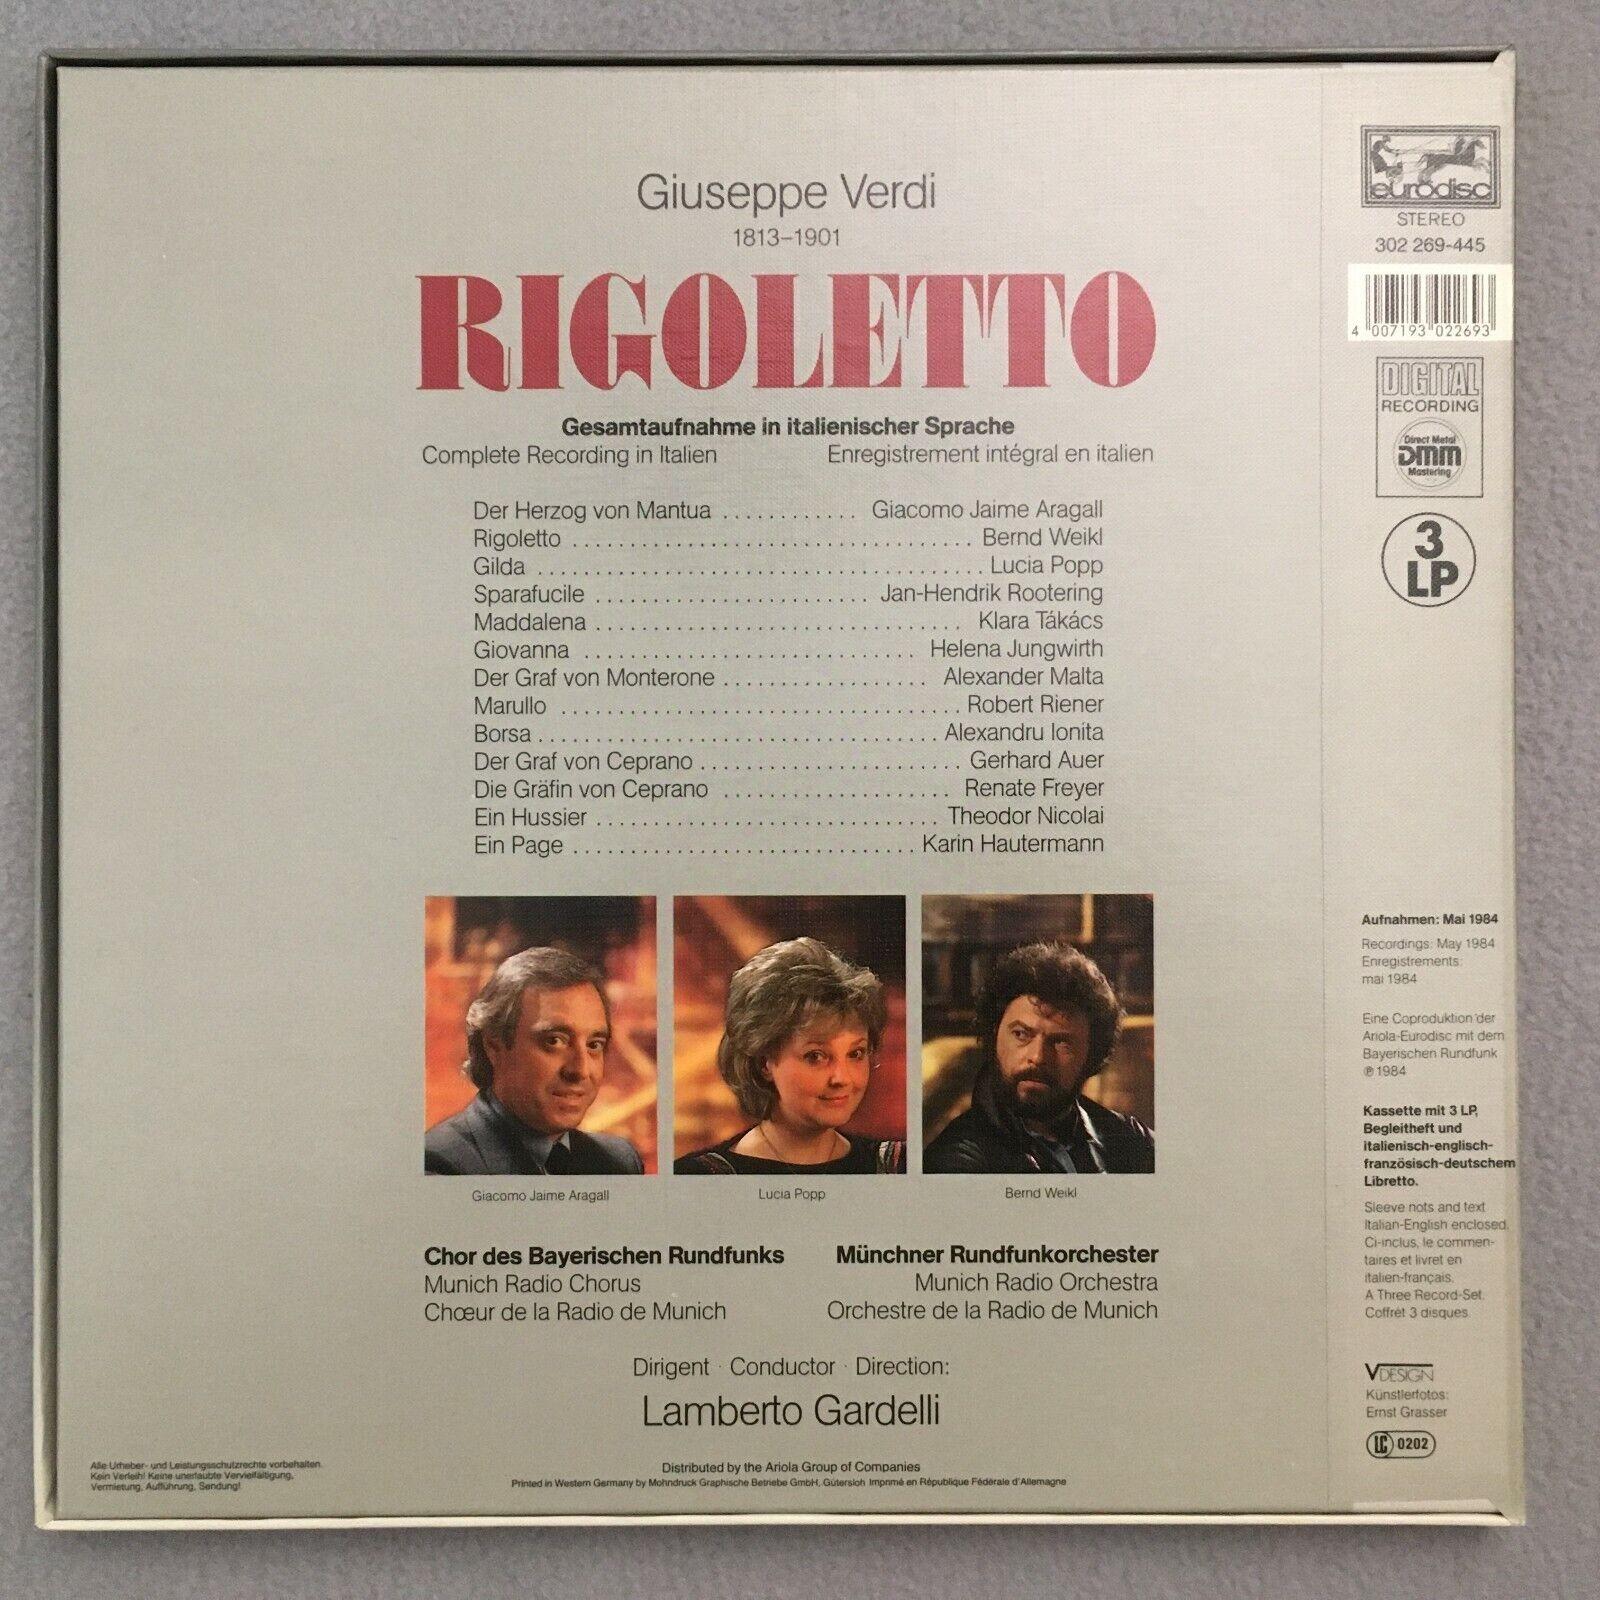 Giuseppe Verdi
1813–1901
RIGOLETTO
Gesamtaufnahme in italienischer Sprache
Complete Recording in Italien
Enregistrement intégral en italien
Der Herzog von Mantua ............ Giacomo Jaime Aragall
Rigoletto ................................... Bernd Weikl
Gilda ....................................... Lucia Popp
Sparafucile ........................ Jan-Hendrik Rootering
Maddalena ................................ Klara Tákács
Giovanna ............................. Helena Jungwirth
Der Graf von Monterone .................. Alexander Malta
Marullo ................................... Robert Riener
Borsa ................................... Alexandru Ionita
Der Graf von Ceprano ....................... Gerhard Auer
Die Gräfin von Ceprano .................... Renate Freyer
Ein Hussier .............................. Theodor Nicolai
Ein Page .............................. Karin Hautermann
Giacomo Jaime Aragall
Lucia Popp
Bernd Weikl
Chor des Bayerischen Rundfunks
Munich Radio Chorus
Chœur de la Radio de Munich
Münchner Rundfunkorchester
Munich Radio Orchestra
Orchestre de la Radio de Munich
Dirigent · Conductor · Direction:
Lamberto Gardelli
Alle Urheber- und Leistungsschutzrechte vorbehalten.
Kein Verleih! Keine unerlaubte Vervielfältigung,
Vermietung, Aufführung, Sendung!
Distributed by the Ariola Group of Companies
Printed in Western Germany by Mohndruck Graphische Betriebe GmbH, Gütersloh Imprimé en République Fédérale d'Allemagne
eurodisc
STEREO
302 269-445
4 007193 022693
DIGITAL
RECORDING
Direct Metal
DMM
Mastering
3
LP
Aufnahmen: Mai 1984
Recordings: May 1984
Enregistrements:
mai 1984
Eine Coproduktion der
Ariola-Eurodisc mit dem
Bayerischen Rundfunk
℗ 1984
Kassette mit 3 LP,
Begleitheft und
italienisch-englisch-
französisch-deutschem
Libretto.
Sleeve nots and text
Italian-English enclosed.
Ci-inclus, le commen-
taires et livret en
italien-français.
A Three Record-Set.
Coffrét 3 disques
VDESIGN
Künstlerfotos:
Ernst Grasser
LC 0202